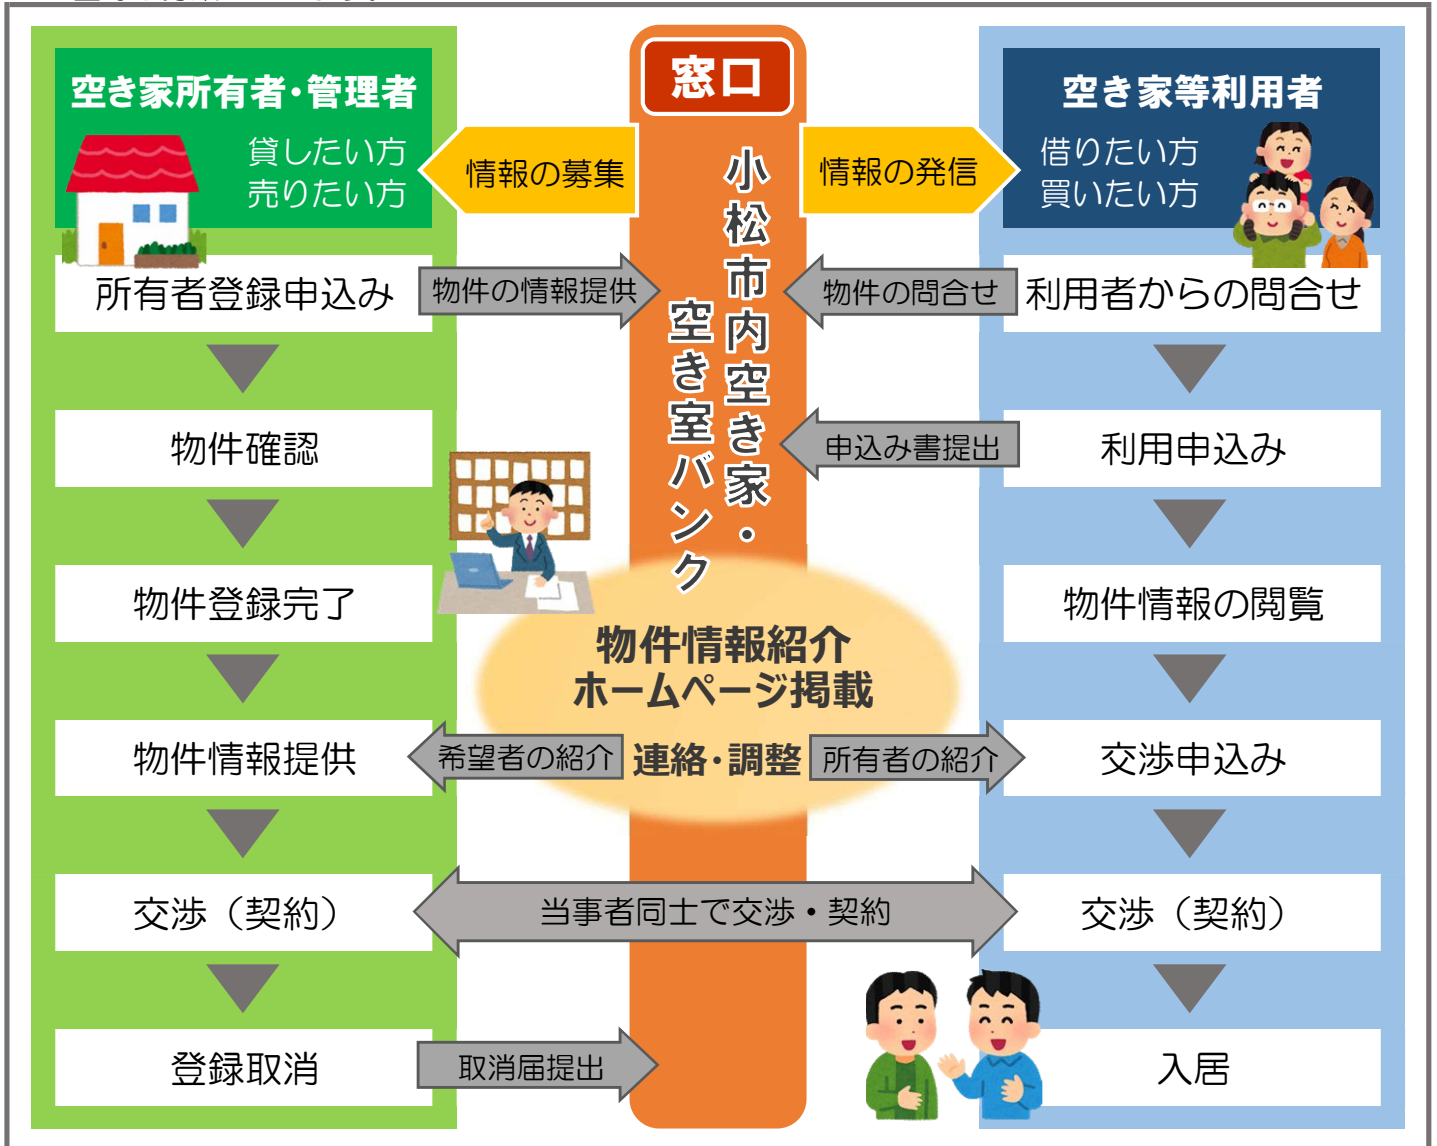 空き家所有者・管理者
貸したい方
売りたい方
情報の募集
窓口
小松市内空き家・
空き室バンク
情報の発信
空き家等利用者
借りたい方
買いたい方
所有者登録申込み
物件の情報提供
物件の問合せ
利用者からの問合せ
物件確認
申込み書提出
利用申込み
物件登録完了
物件情報の閲覧
物件情報紹介
ホームページ掲載
物件情報提供
希望者の紹介
連絡・調整
所有者の紹介
交渉申込み
交渉（契約）
当事者同士で交渉・契約
交渉（契約）
登録取消
取消届提出
入居